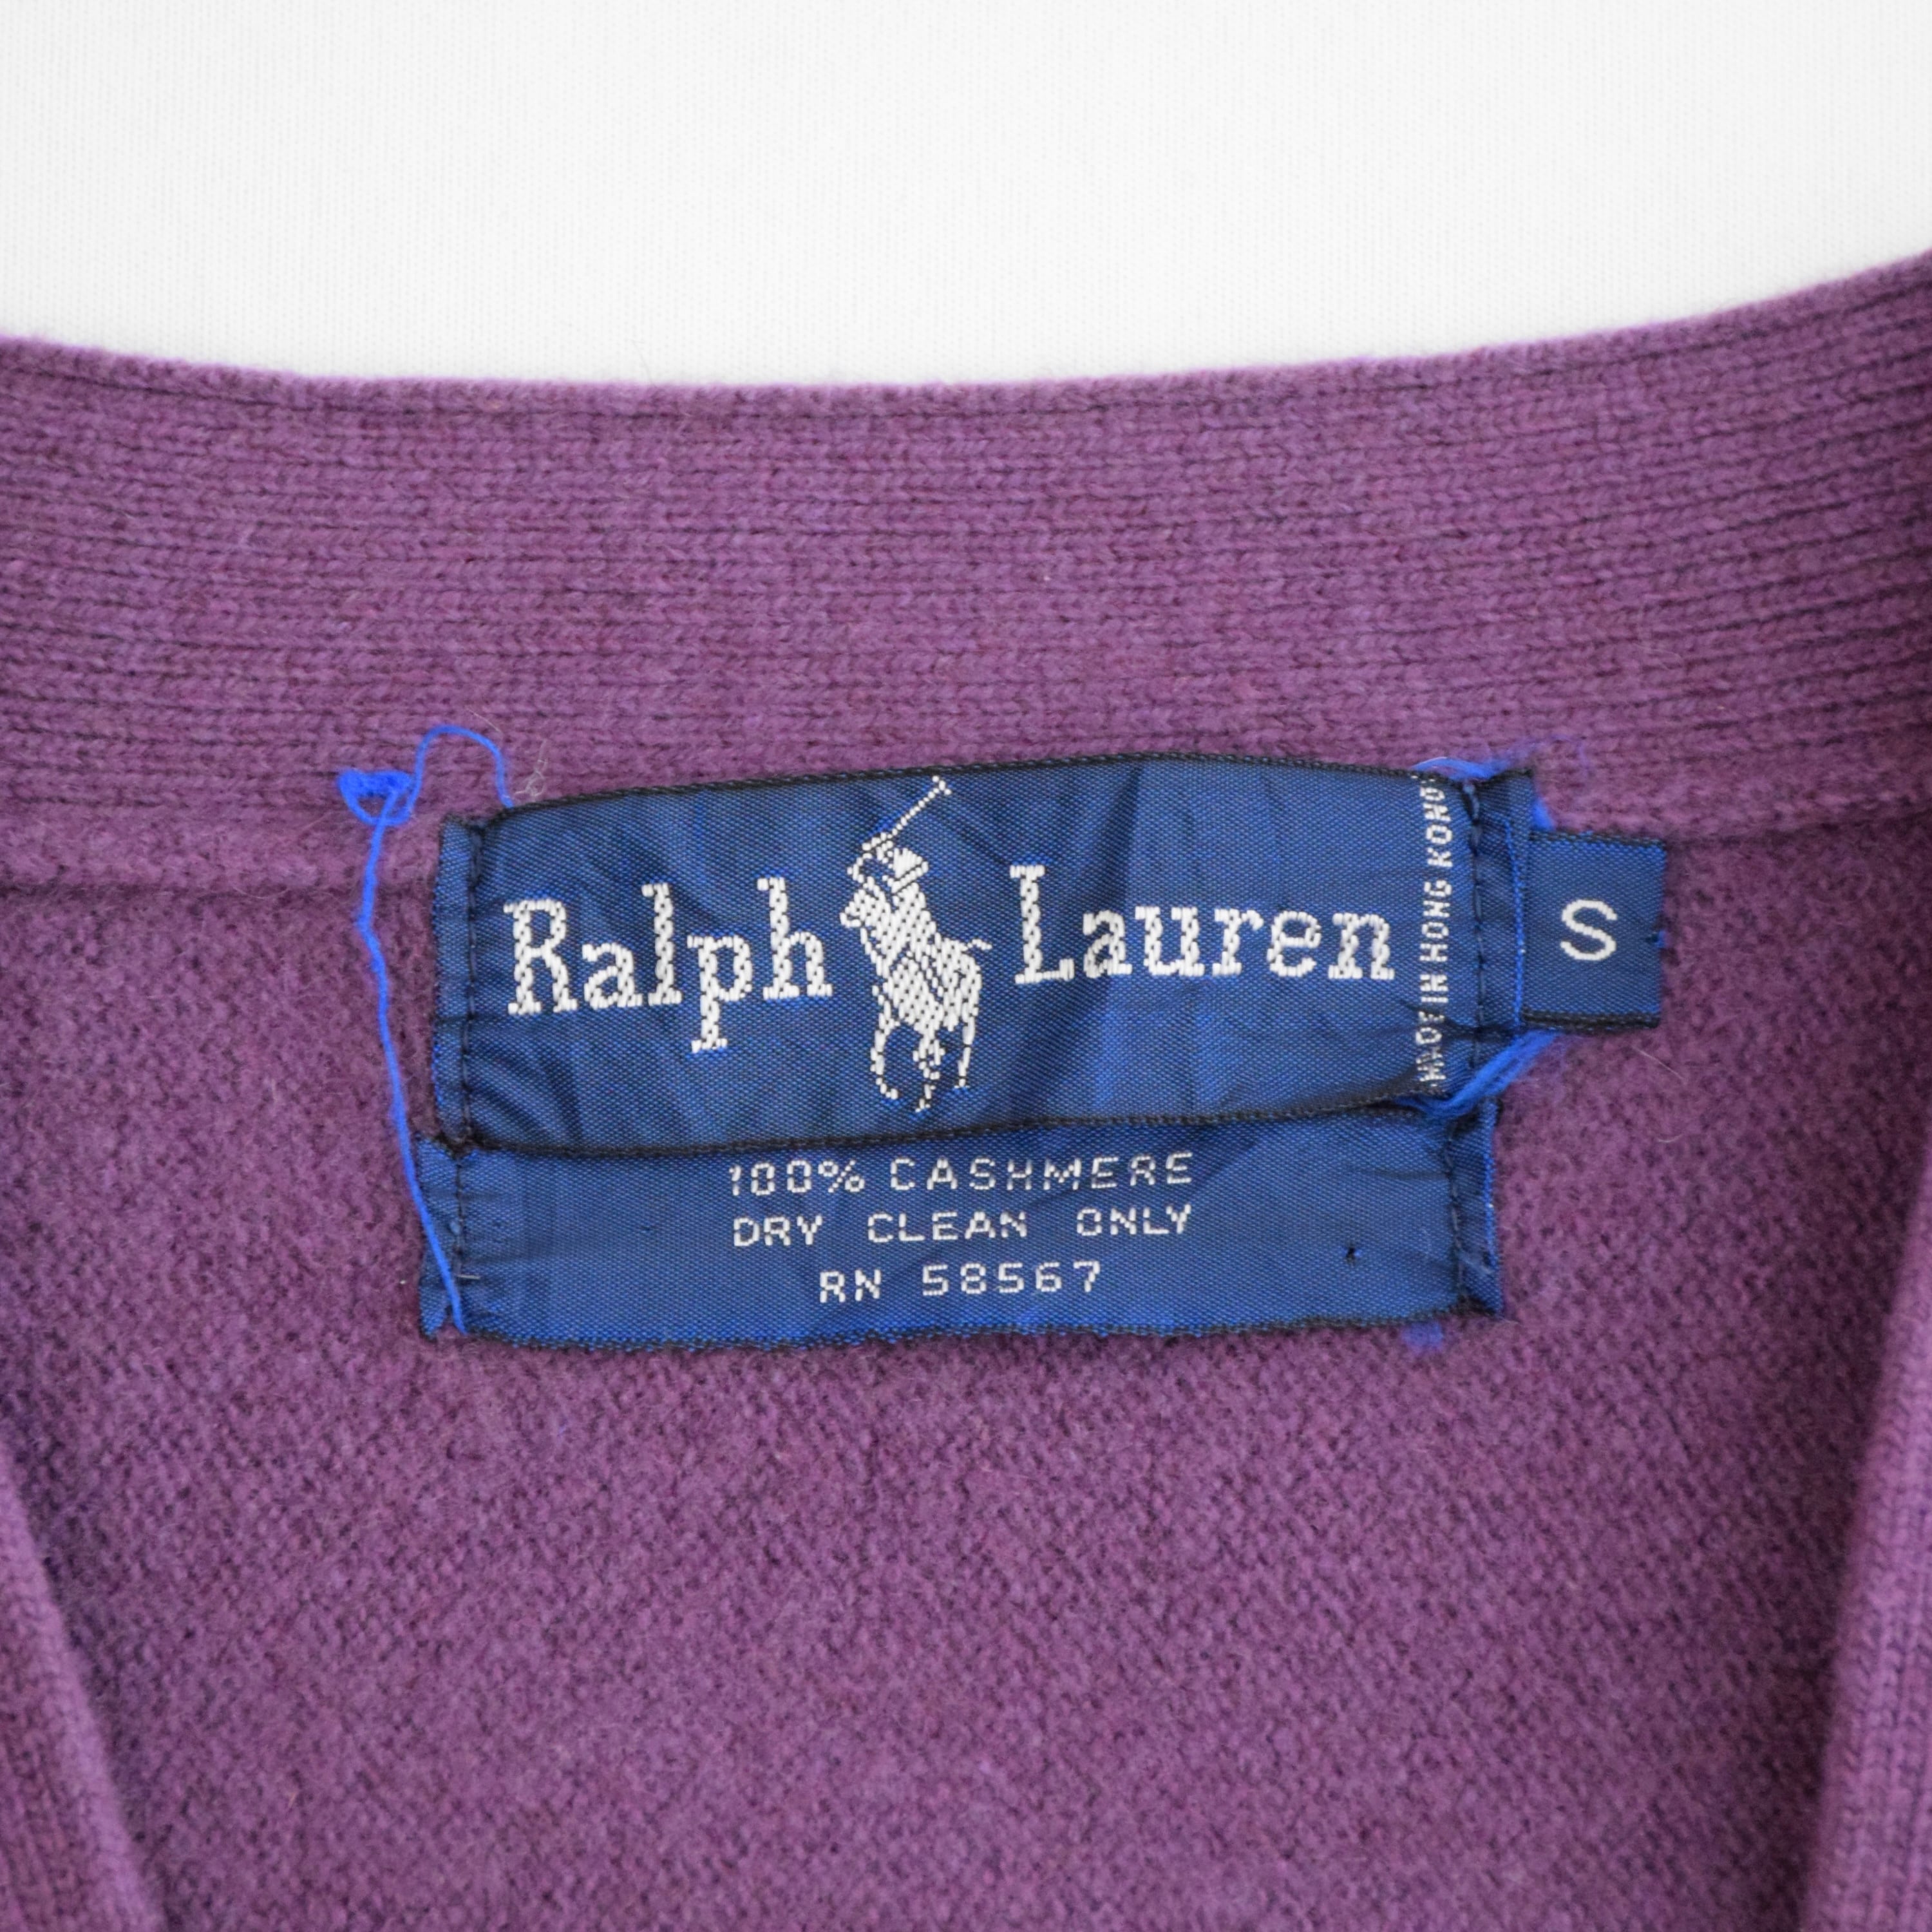 Ralph Lauren
MADE IN HONG KONG
S
100% CASHMERE
DRY CLEAN ONLY
RN 58567